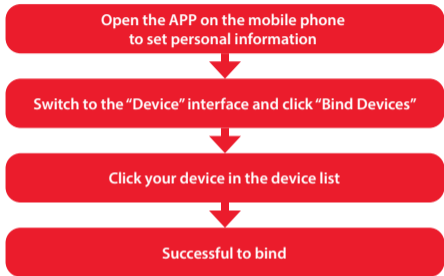 Open the APP on the mobile phone
to set personal information
Switch to the “Device” interface and click “Bind Devices”
Click your device in the device list
Successful to bind